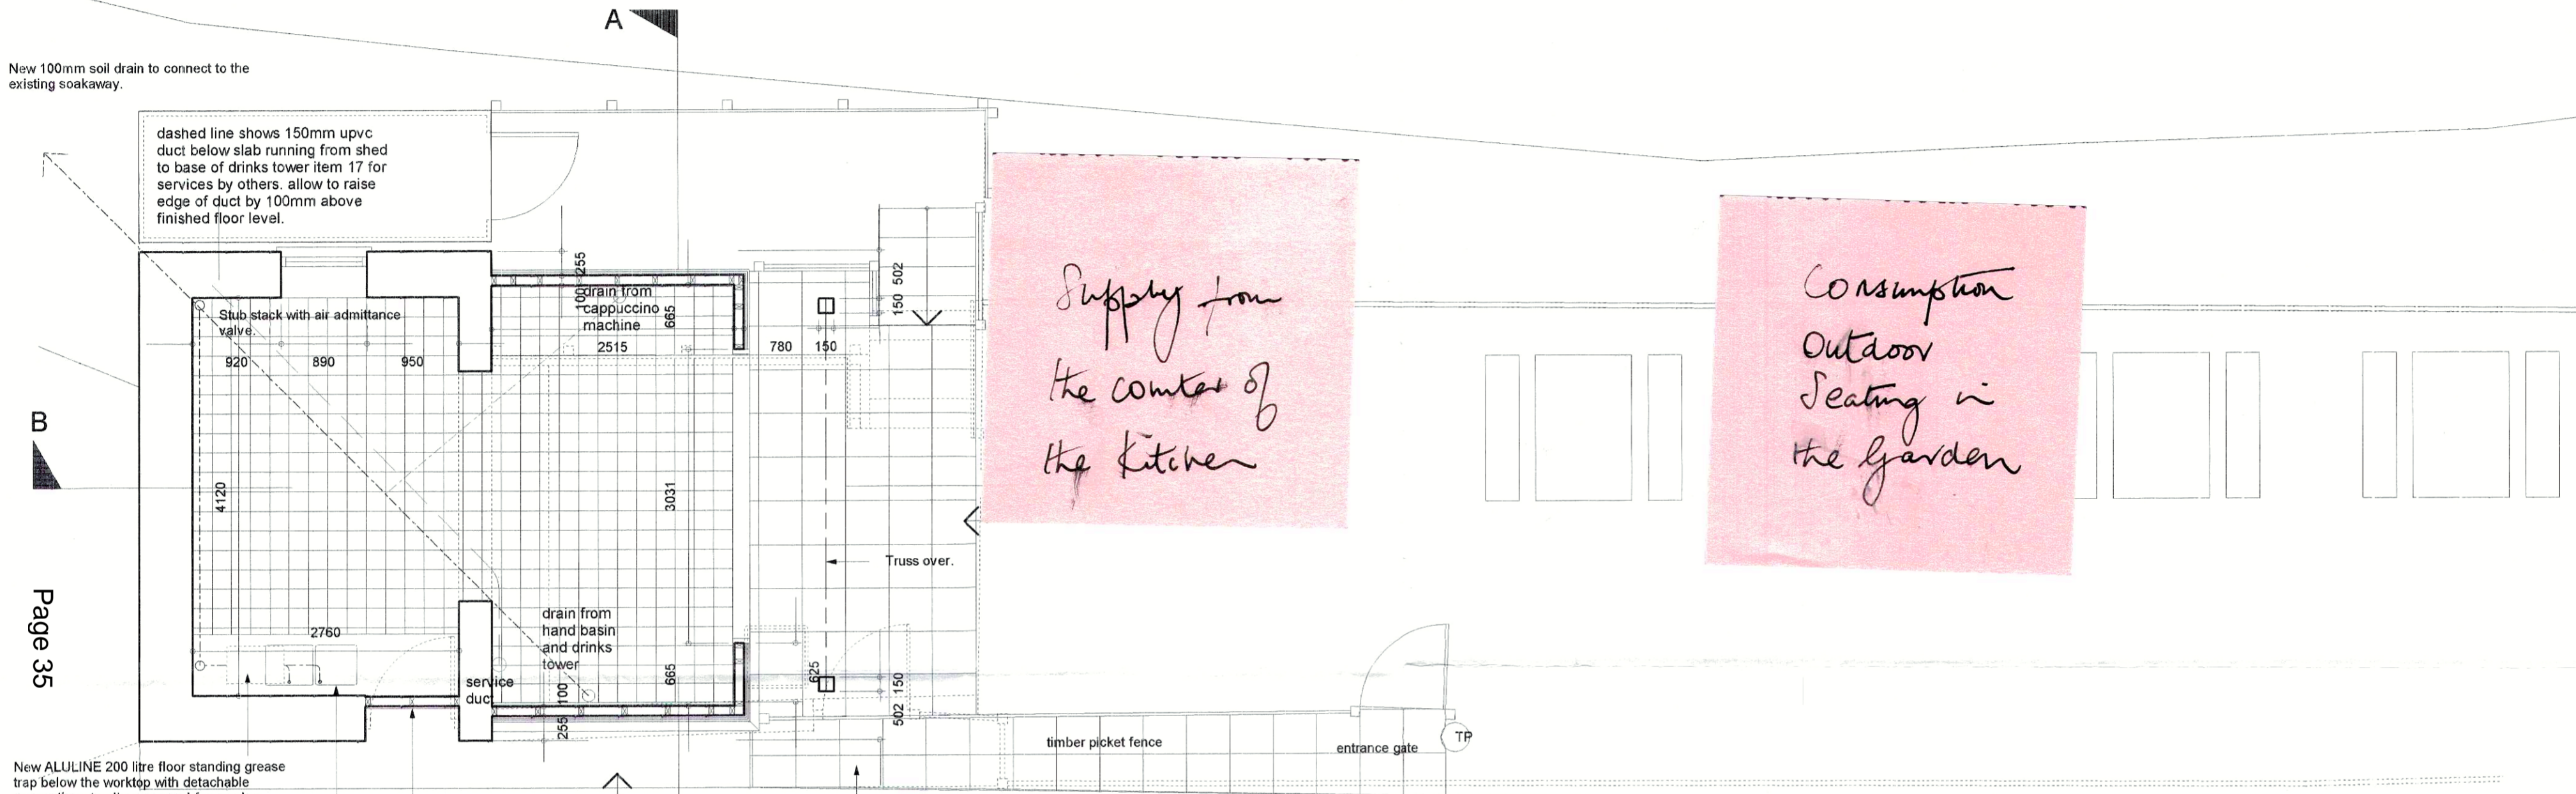 A
New 100mm soil drain to connect to the
existing soakaway.
dashed line shows 150mm upvc
duct below slab running from shed
to base of drinks tower item 17 for
services by others. allow to raise
edge of duct by 100mm above
finished floor level.
Stub stack with air admittance
valve.
920
890
950
255
100
drain from
cappuccino
machine
665
2515
780
150
502
150
Supply from
the counter of
the Kitchen
Consumption
Outdoor
Seating in
the Garden
B
4120
3031
Truss over.
Page 35
2760
drain from
hand basin
and drinks
tower
service
duct
100
255
665
625
150
502
timber picket fence
entrance gate
TP
New ALULINE 200 litre floor standing grease
trap below the worktop with detachable